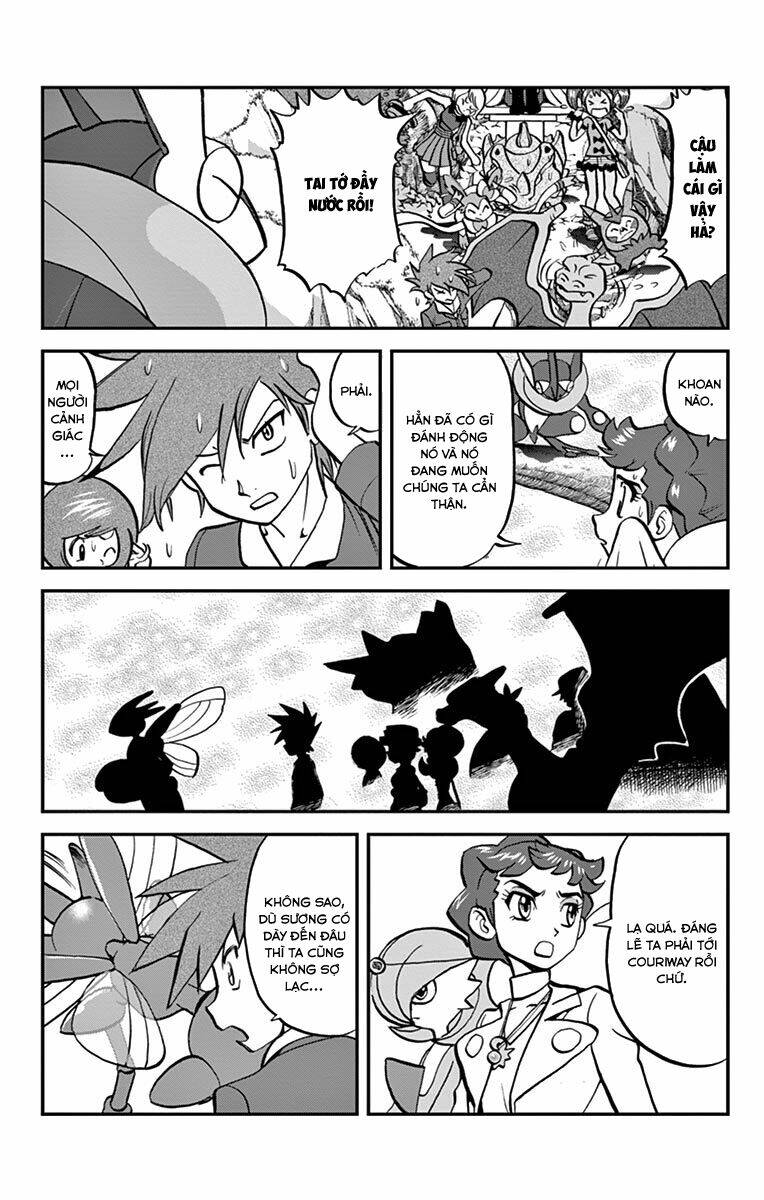 CẬU
LÀM
CÁI GÌ
VẬY
HẢ?
TAI TỚ ĐẦY
NƯỚC RỒI!
KHOAN
NÀO.
HẲN ĐÃ CÓ GÌ
ĐÁNH ĐỘNG
NÓ VÀ NÓ
ĐANG MUỐN
CHÚNG TA CẨN
THẬN.
PHẢI.
MỌI
NGƯỜI
CẢNH
GIÁC
...
LẠ QUÁ. ĐÁNG
LẼ TA PHẢI TỚI
COURIWAY RỒI
CHỨ.
KHÔNG SAO,
DÙ SƯƠNG CÓ
DÀY ĐẾN ĐÂU
THÌ TA CŨNG
KHÔNG SỢ
LẠC...